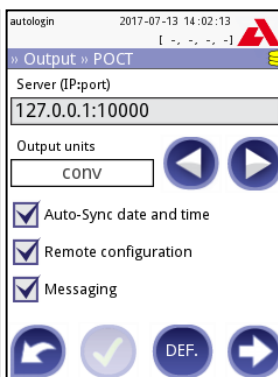 autologin 2017-07-13 14:02:13
[ -, -, -, -]
» Output » POCT
Server (IP:port)
127.0.0.1:10000
Output units
conv
Auto-Sync date and time
Remote configuration
Messaging
DEF.